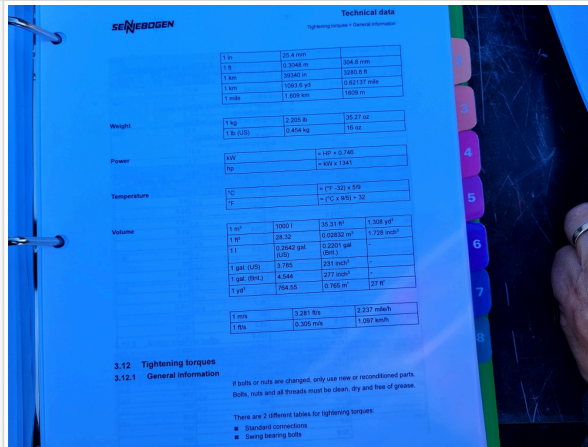 SENNEBOGEN
Technical data
Tightening torques > General information
1 in 25.4 mm
1 ft 0.3048 m 304.8 mm
1 km 39340 in 3280.8 ft
1 km 1093.6 yd 0.62137 mile
1 mile 1.609 km 1609 m
Weight
1 kg 2.205 lb 35.27 oz
1 lb (US) 0.454 kg 16 oz
Power
kW = HP × 0.746
hp = kW x 1341
Temperature
°C = (°F -32) x 5/9
°F = (°C x 9/5) + 32
Volume
1 m³ 1000 l 35.31 ft³ 1.308 yd³
1 ft³ 28.32 0.02832 m³ 1.728 inch³
1 l 0.2642 gal. (US) 0.2201 gal (Brit.) -
1 gal. (US) 3.785 231 inch³ -
1 gal. (Brit.) 4.544 277 inch³ -
1 yd³ 764.55 0.765 m³ 27 ft³
1 m/s 3.281 ft/s 2.237 mile/h
1 ft/s 0.305 m/s 1.097 km/h
3.12 Tightening torques
3.12.1 General information
If bolts or nuts are changed, only use new or reconditioned parts.
Bolts, nuts and all threads must be clean, dry and free of grease.
There are 2 different tables for tightening torques:
■ Standard connections
■ Swing bearing bolts
2
3
4
5
6
7
8